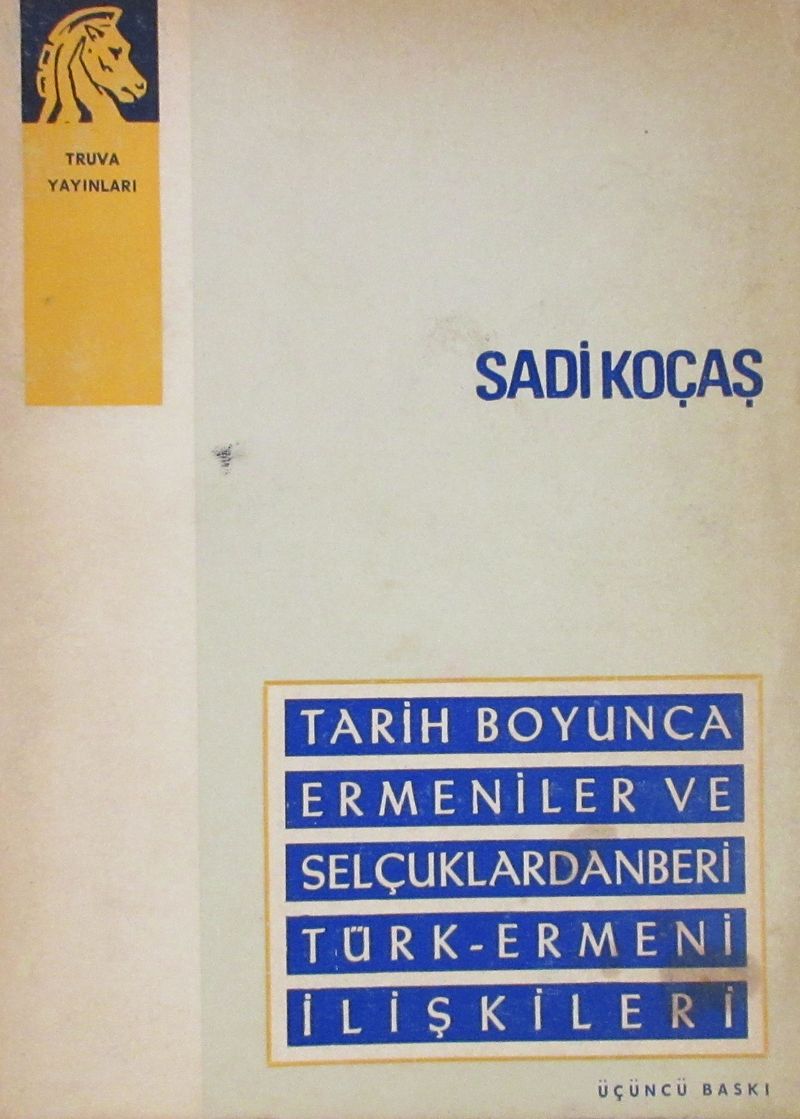 TRUVA
YAYINLARI
SADİ KOÇAŞ
TARİH BOYUNCA
ERMENİLER VE
SELÇUKLARDANBERİ
TÜRK-ERMENİ
İLİŞKİLERİ
ÜÇÜNCÜ BASKI